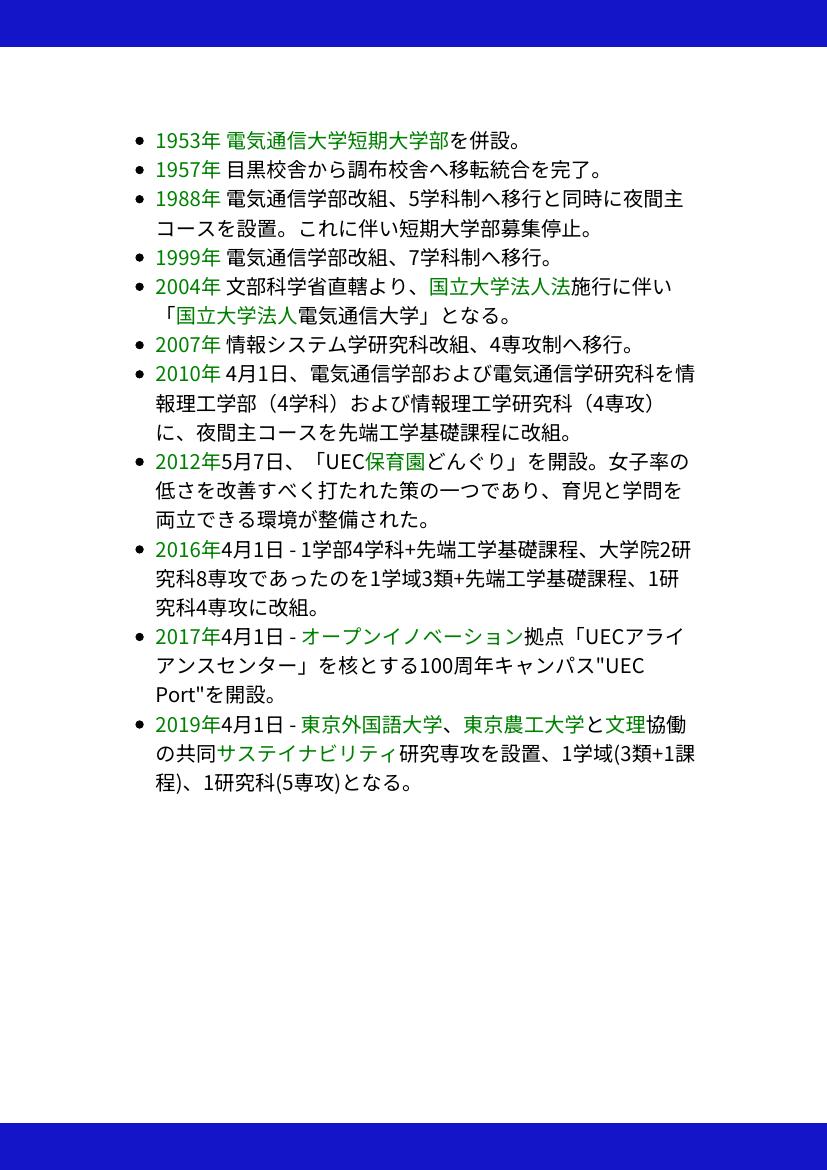 1953年 電気通信大学短期大学部を併設。
1957年 目黒校舎から調布校舎へ移転統合を完了。
1988年 電気通信学部改組、5学科制へ移行と同時に夜間主
コースを設置。これに伴い短期大学部募集停止。
1999年 電気通信学部改組、7学科制へ移行。
2004年 文部科学省直轄より、国立大学法人法施行に伴い
「国立大学法人電気通信大学」となる。
2007年 情報システム学研究科改組、4専攻制へ移行。
2010年 4月1日、電気通信学部および電気通信学研究科を情
報理工学部（4学科）および情報理工学研究科（4専攻）
に、夜間主コースを先端工学基礎課程に改組。
2012年5月7日、「UEC保育園どんぐり」を開設。女子率の
低さを改善すべく打たれた策の一つであり、育児と学問を
両立できる環境が整備された。
2016年4月1日 - 1学部4学科+先端工学基礎課程、大学院2研
究科8専攻であったのを1学域3類+先端工学基礎課程、1研
究科4専攻に改組。
2017年4月1日 - オープンイノベーション拠点「UECアライ
アンスセンター」を核とする100周年キャンパス"UEC
Port"を開設。
2019年4月1日 - 東京外国語大学、東京農工大学と文理協働
の共同サステイナビリティ研究専攻を設置、1学域(3類+1課
程)、1研究科(5専攻)となる。